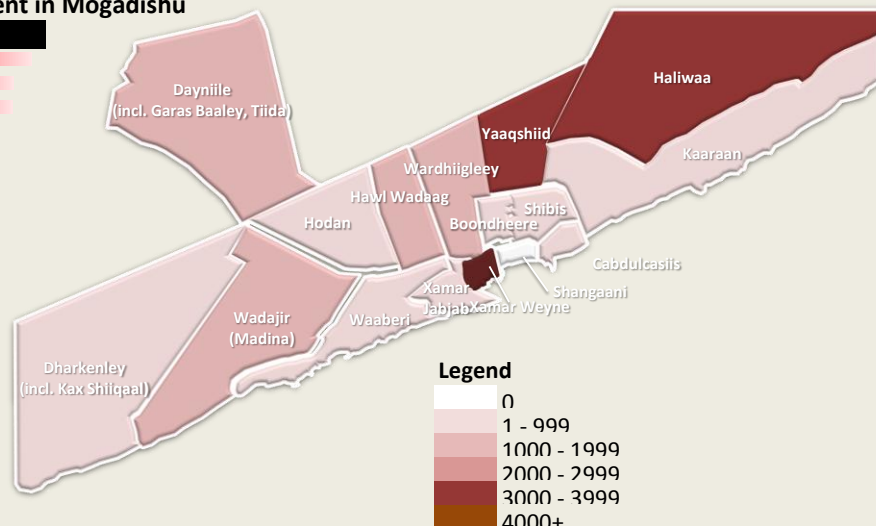 ent in Mogadishu
Dayniile
(incl. Garas Baaley, Tiida)
Haliwaa
Yaaqshiid
Kaaraan
Wardhiigleey
Hawl Wadaag
Hodan
Shibis
Boondheere
Cabdulcasiis
Shangaani
Xamar Weyne
Xamar
Jabjab
Waaberi
Wadajir
(Madina)
Dharkenley
(incl. Kax Shiiqaal)
Legend
0
1 - 999
1000 - 1999
2000 - 2999
3000 - 3999
4000+